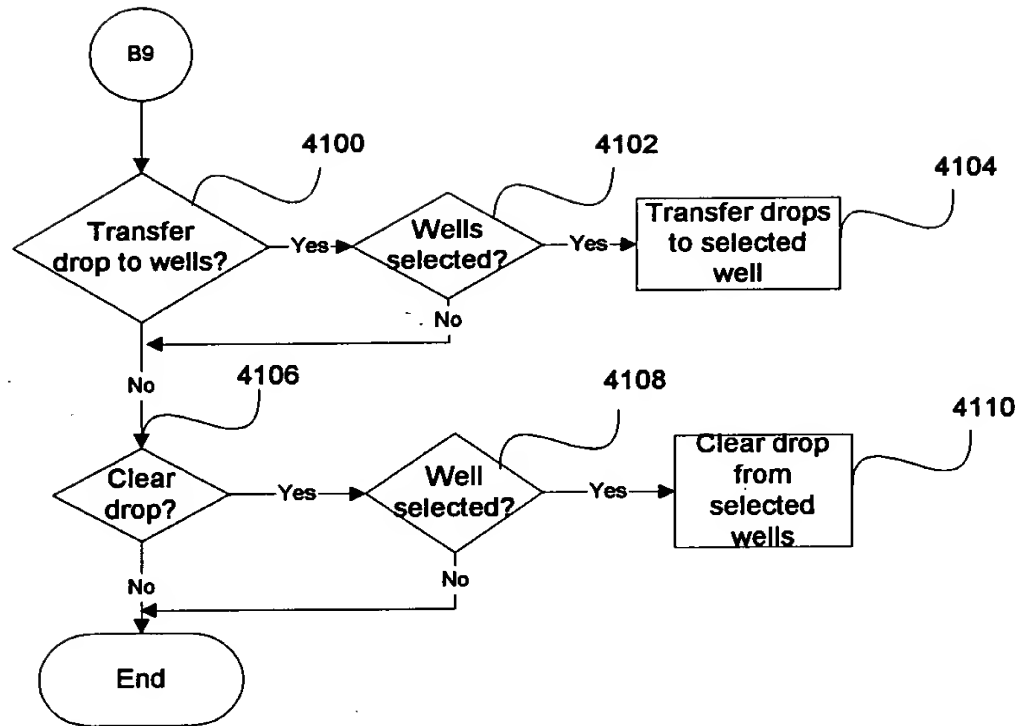 B9
4100
4102
4104
Transfer
drop to wells?
Yes
Wells
selected?
Yes
Transfer drops
to selected
well
No
No
4106
4108
4110
Clear
drop?
Yes
Well
selected?
Yes
Clear drop
from
selected
wells
No
No
End